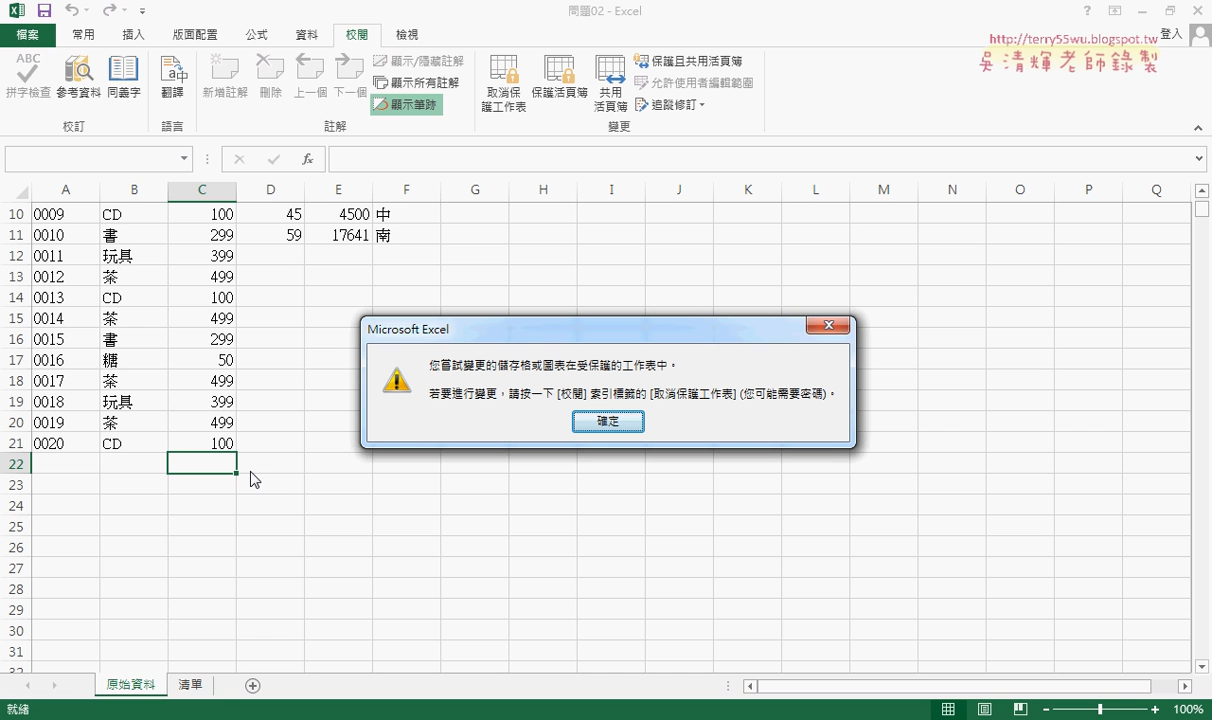 問題02 - Excel
檔案 常用 插入 版面配置 公式 資料 校閱 檢視 登入
http://terry55wu.blogspot.tw
吳清輝老師錄製
ABC
拼字檢查 參考資料 同義字 翻譯 新增註解 刪除 上一個 下一個
顯示/隱藏註解
顯示所有註解
顯示筆跡
取消保護工作表 保護活頁簿 共用活頁簿
保護且共用活頁簿
允許使用者編輯範圍
追蹤修訂
校訂 語言 註解 變更
fx
A B C D E F G H I J K L M N O P Q
10 0009 CD 100 45 4500 中
11 0010 書 299 59 17641 南
12 0011 玩具 399
13 0012 茶 499
14 0013 CD 100
15 0014 茶 499
16 0015 書 299
17 0016 糖 50
18 0017 茶 499
19 0018 玩具 399
20 0019 茶 499
21 0020 CD 100
22
23
24
25
26
27
28
29
30
31
32
Microsoft Excel
您嘗試變更的儲存格或圖表在受保護的工作表中。
若要進行變更，請按一下 [校閱] 索引標籤的 [取消保護工作表] (您可能需要密碼)。
確定
原始資料 清單
就緒 100%